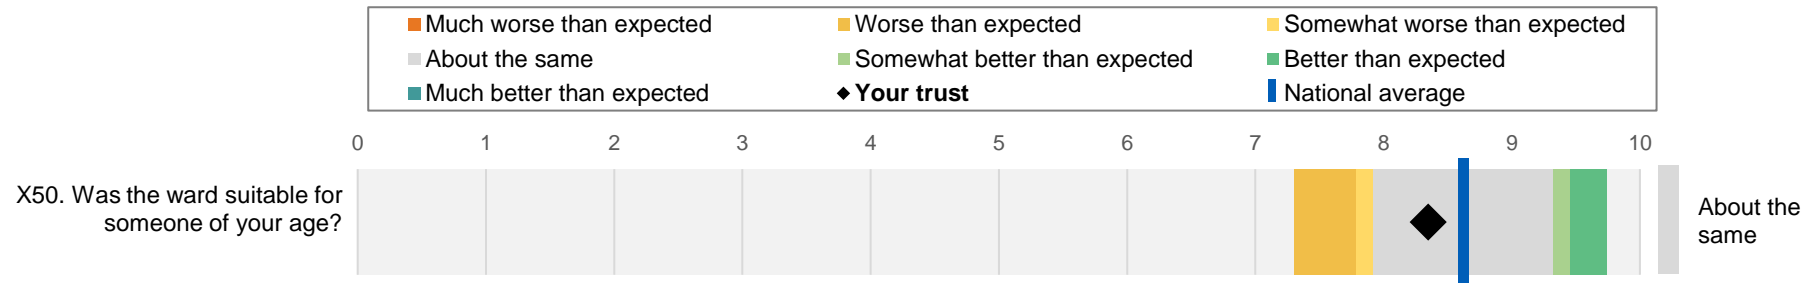 Much worse than expected Worse than expected Somewhat worse than expected
About the same Somewhat better than expected Better than expected
Much better than expected Your trust National average
0 1 2 3 4 5 6 7 8 9 10
X50. Was the ward suitable for
someone of your age?
About the
same